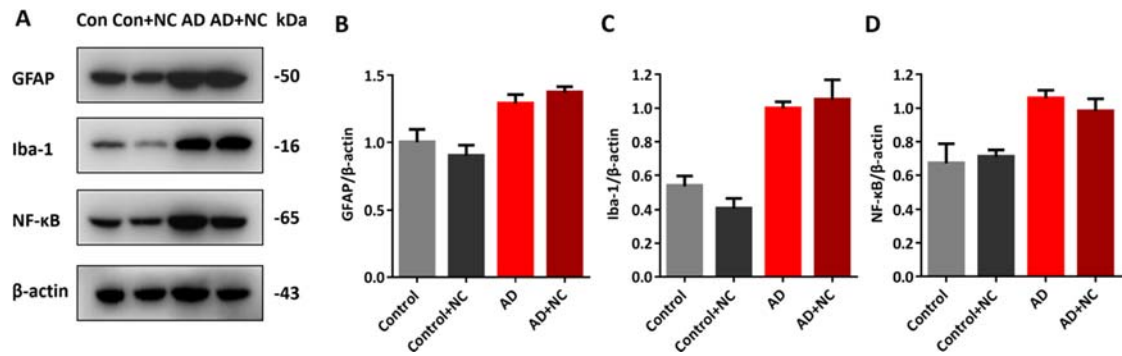 A
Con Con+NC AD AD+NC kDa
GFAP -50
Iba-1 -16
NF-κB -65
β-actin -43
B
GFAP/β-actin
1.5
1.0
0.5
0.0
Control
Control+NC
AD
AD+NC
C
Iba-1/β-actin
1.2
1.0
0.8
0.6
0.4
0.2
0.0
Control
Control+NC
AD
AD+NC
D
NF-κB/β-actin
1.2
1.0
0.8
0.6
0.4
0.2
0.0
Control
Control+NC
AD
AD+NC